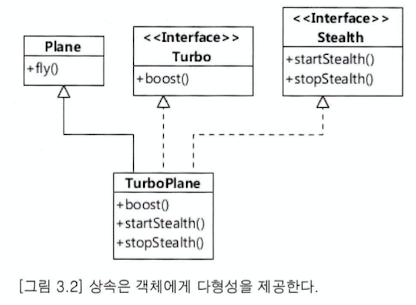 Plane
+fly()
<<Interface>>
Turbo
+boost()
<<Interface>>
Stealth
+startStealth()
+stopStealth()
TurboPlane
+boost()
+startStealth()
+stopStealth()
[그림 3.2] 상속은 객체에게 다형성을 제공한다.